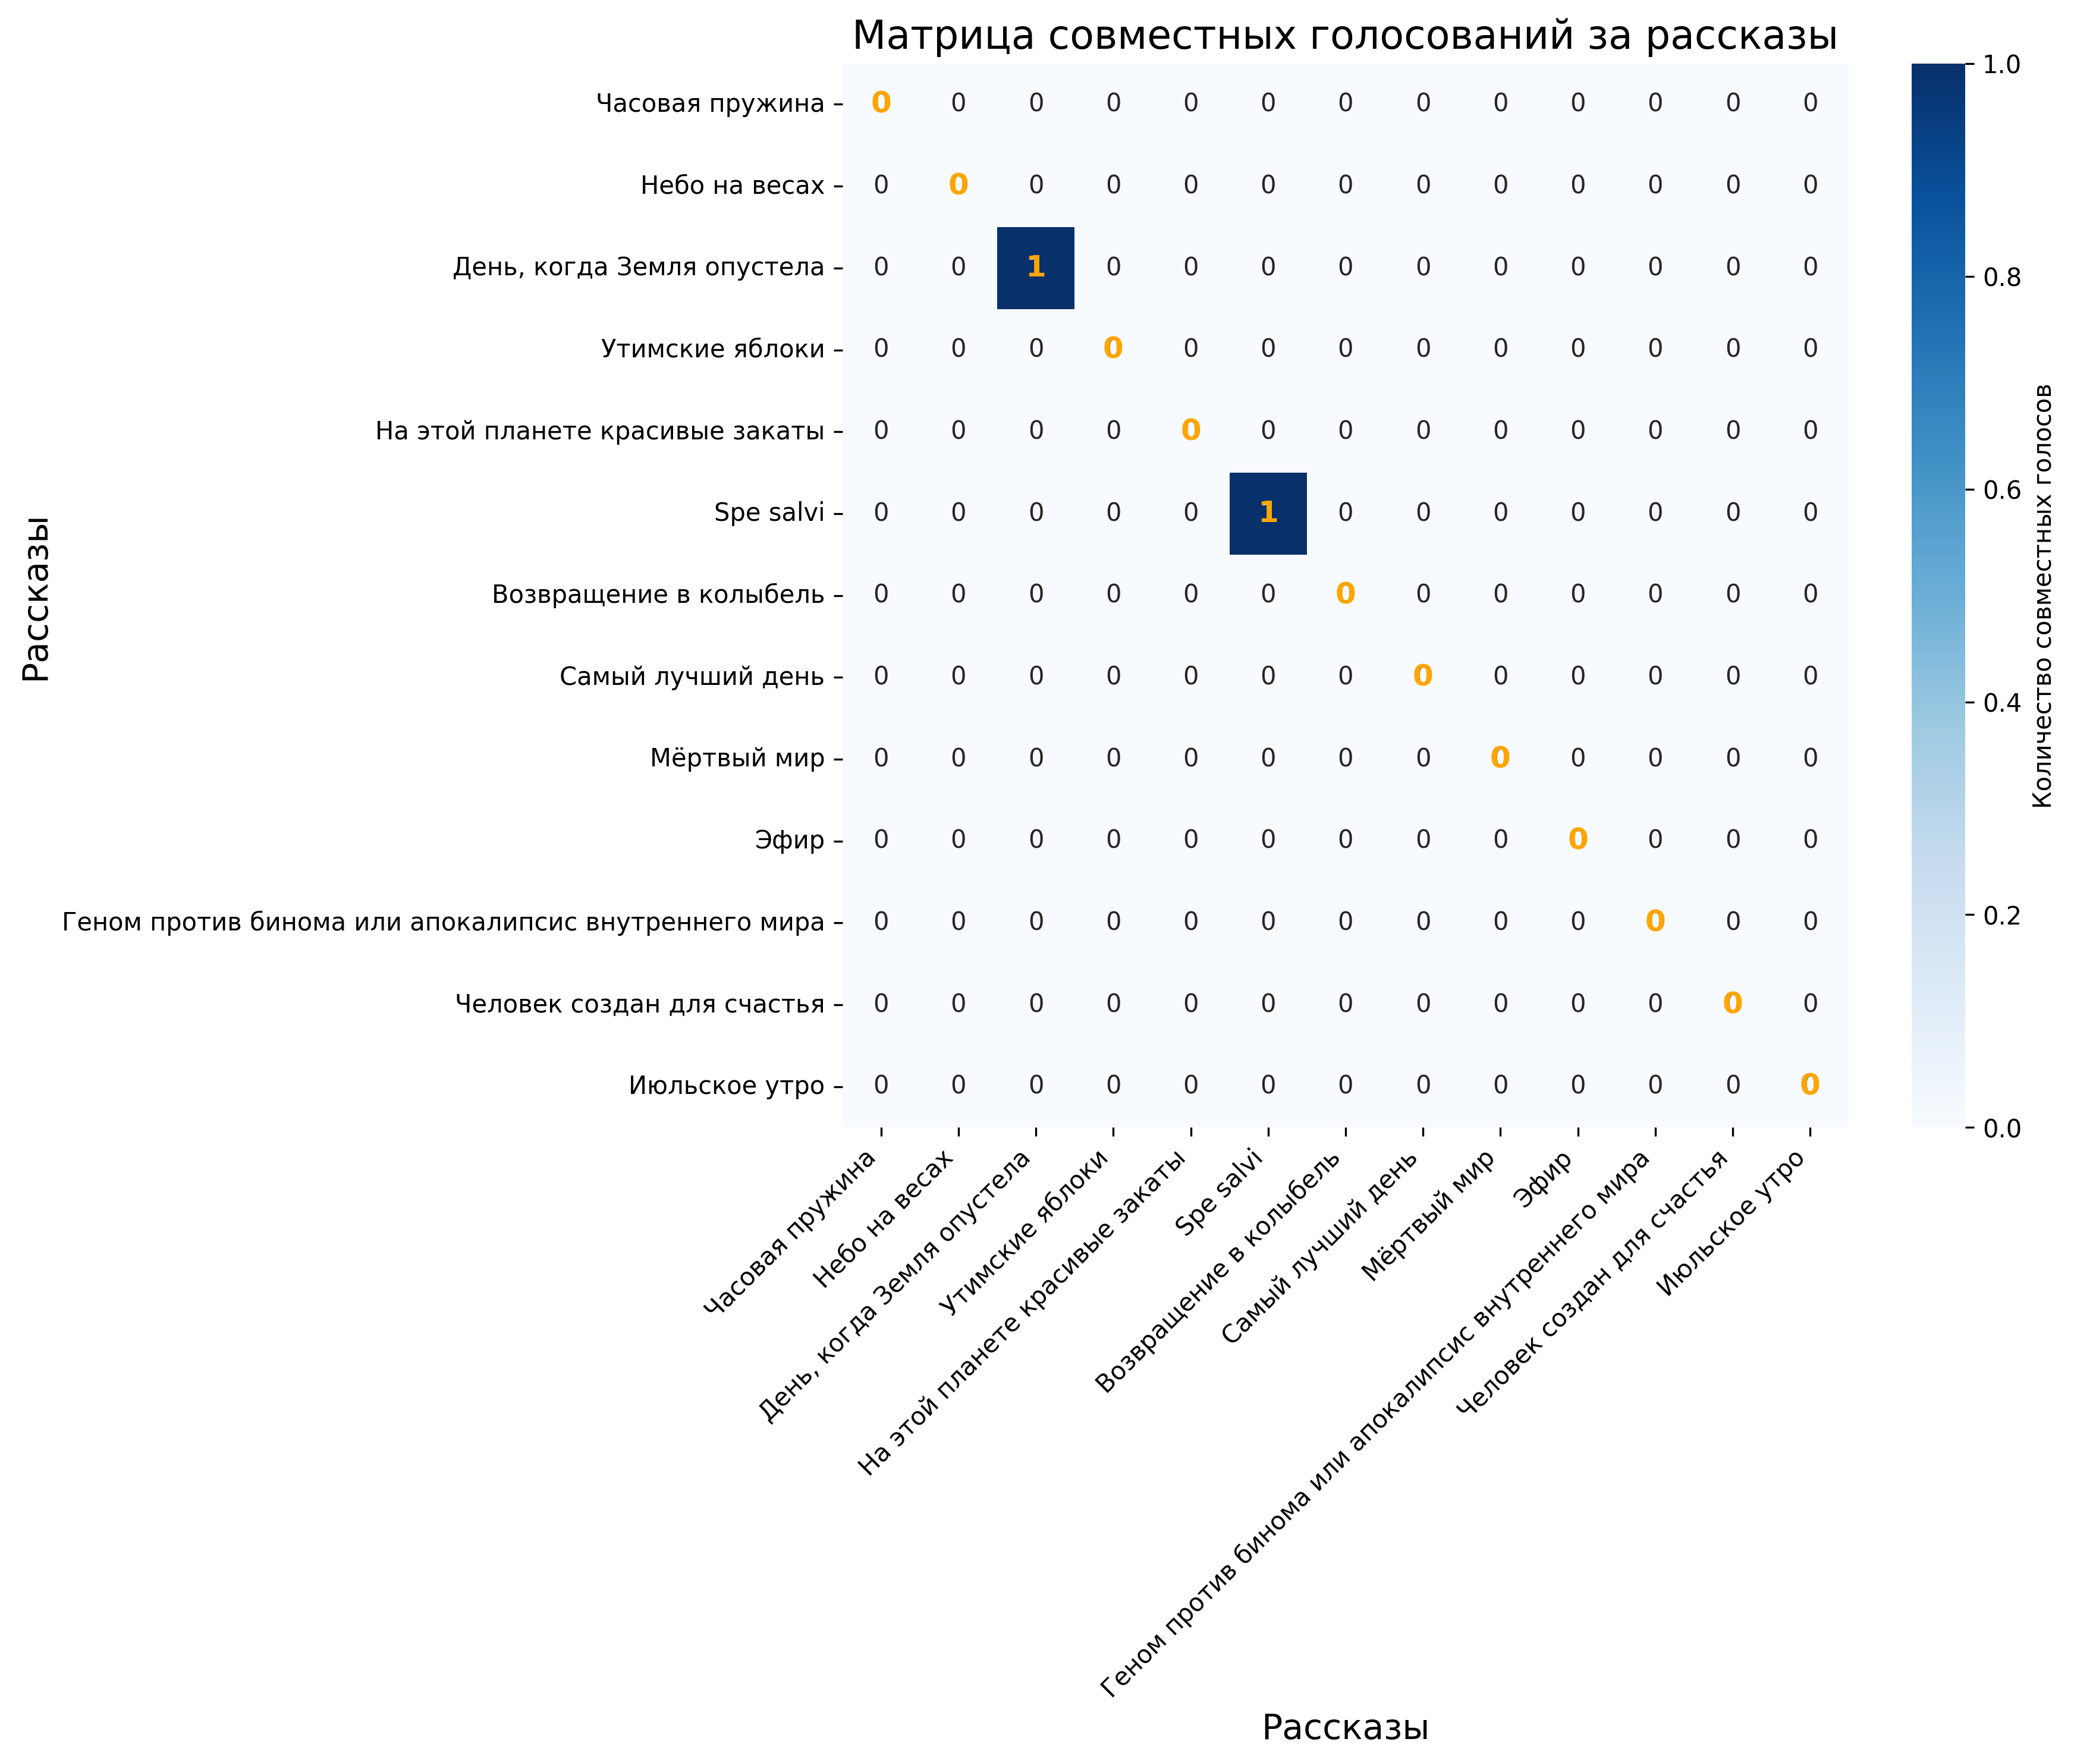 Матрица совместных голосований за рассказы
Часовая пружина 0 0 0 0 0 0 0 0 0 0 0 0 0
Небо на весах 0 0 0 0 0 0 0 0 0 0 0 0 0
День, когда Земля опустела 0 0 1 0 0 0 0 0 0 0 0 0 0
Утимские яблоки 0 0 0 0 0 0 0 0 0 0 0 0 0
На этой планете красивые закаты 0 0 0 0 0 0 0 0 0 0 0 0 0
Spe salvi 0 0 0 0 0 1 0 0 0 0 0 0 0
Возвращение в колыбель 0 0 0 0 0 0 0 0 0 0 0 0 0
Самый лучший день 0 0 0 0 0 0 0 0 0 0 0 0 0
Мёртвый мир 0 0 0 0 0 0 0 0 0 0 0 0 0
Эфир 0 0 0 0 0 0 0 0 0 0 0 0 0
Геном против бинома или апокалипсис внутреннего мира 0 0 0 0 0 0 0 0 0 0 0 0 0
Человек создан для счастья 0 0 0 0 0 0 0 0 0 0 0 0 0
Июльское утро 0 0 0 0 0 0 0 0 0 0 0 0 0
Рассказы
Часовая пружина
Небо на весах
День, когда Земля опустела
Утимские яблоки
На этой планете красивые закаты
Spe salvi
Возвращение в колыбель
Самый лучший день
Мёртвый мир
Эфир
Геном против бинома или апокалипсис внутреннего мира
Человек создан для счастья
Июльское утро
Рассказы
1.0
0.8
0.6
0.4
0.2
0.0
Количество совместных голосов